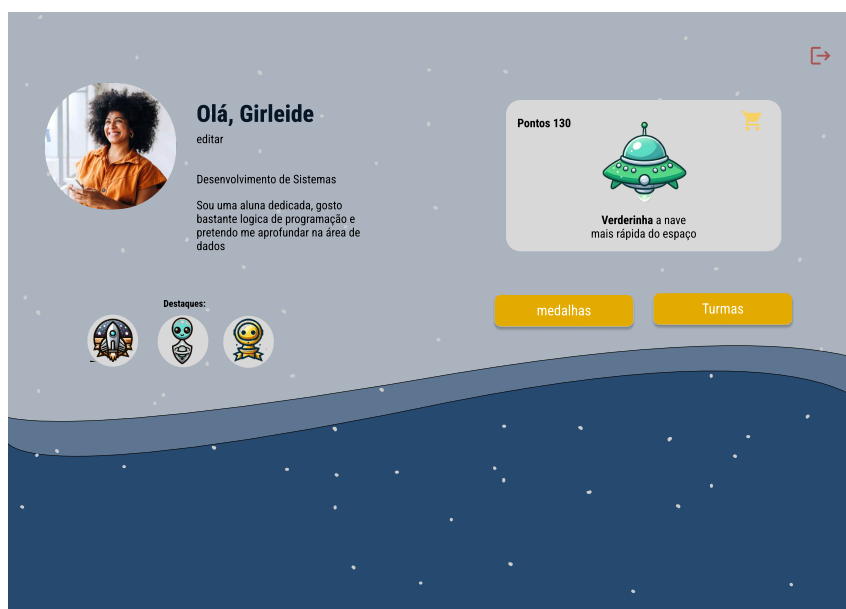 Olá, Girleide
editar
Desenvolvimento de Sistemas
Sou uma aluna dedicada, gosto
bastante logica de programação e
pretendo me aprofundar na área de
dados
Destaques:
Pontos 130
Verderinha a nave
mais rápida do espaço
medalhas
Turmas